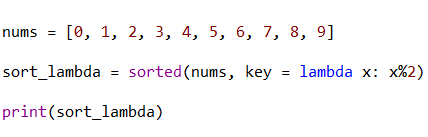 nums = [0, 1, 2, 3, 4, 5, 6, 7, 8, 9]
sort_lambda = sorted(nums, key = lambda x: x%2)
print(sort_lambda)